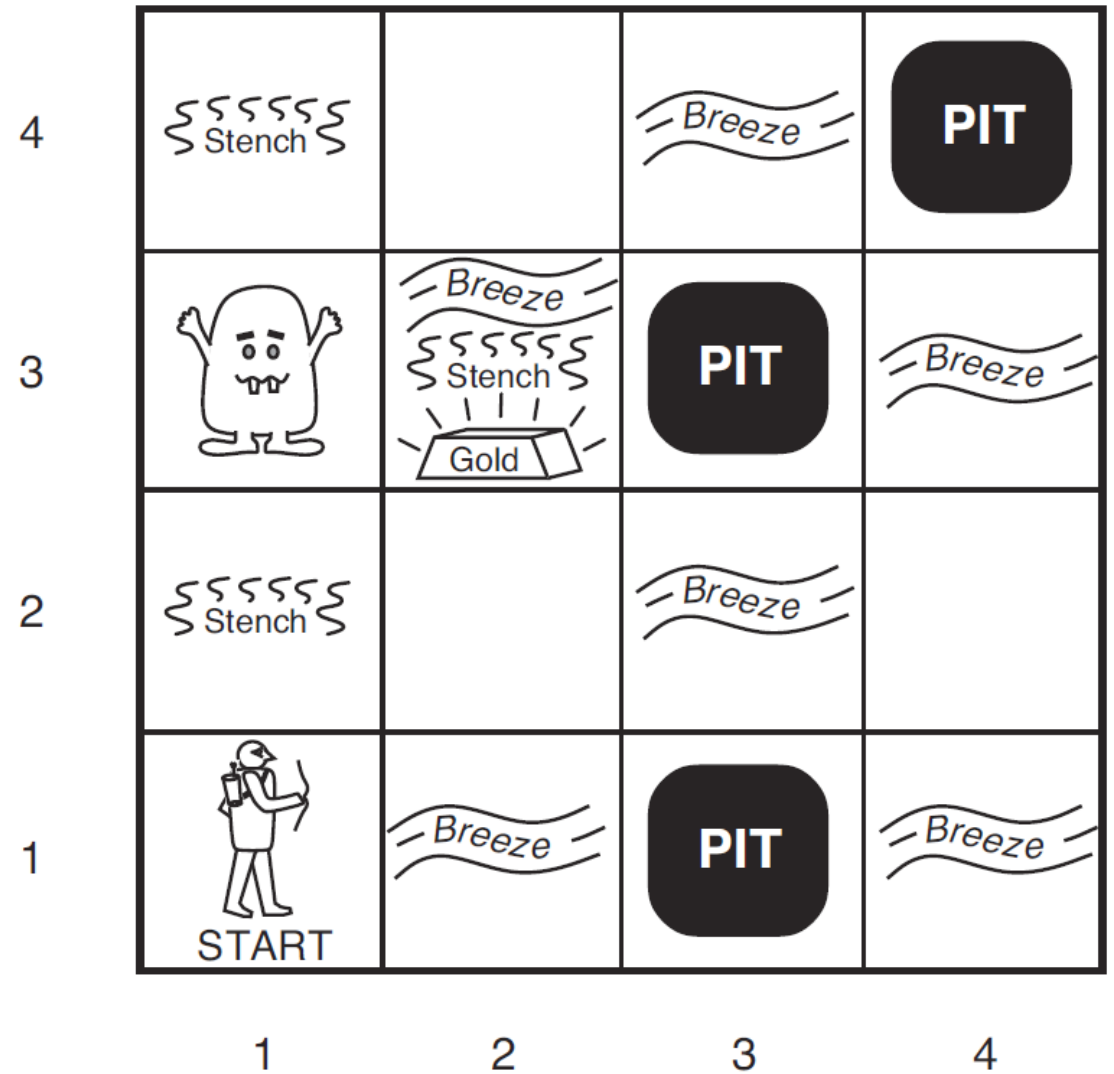 4
Stench
Breeze
PIT
3
Breeze
Stench
Gold
PIT
Breeze
2
Stench
Breeze
1
START
Breeze
PIT
Breeze
1 2 3 4